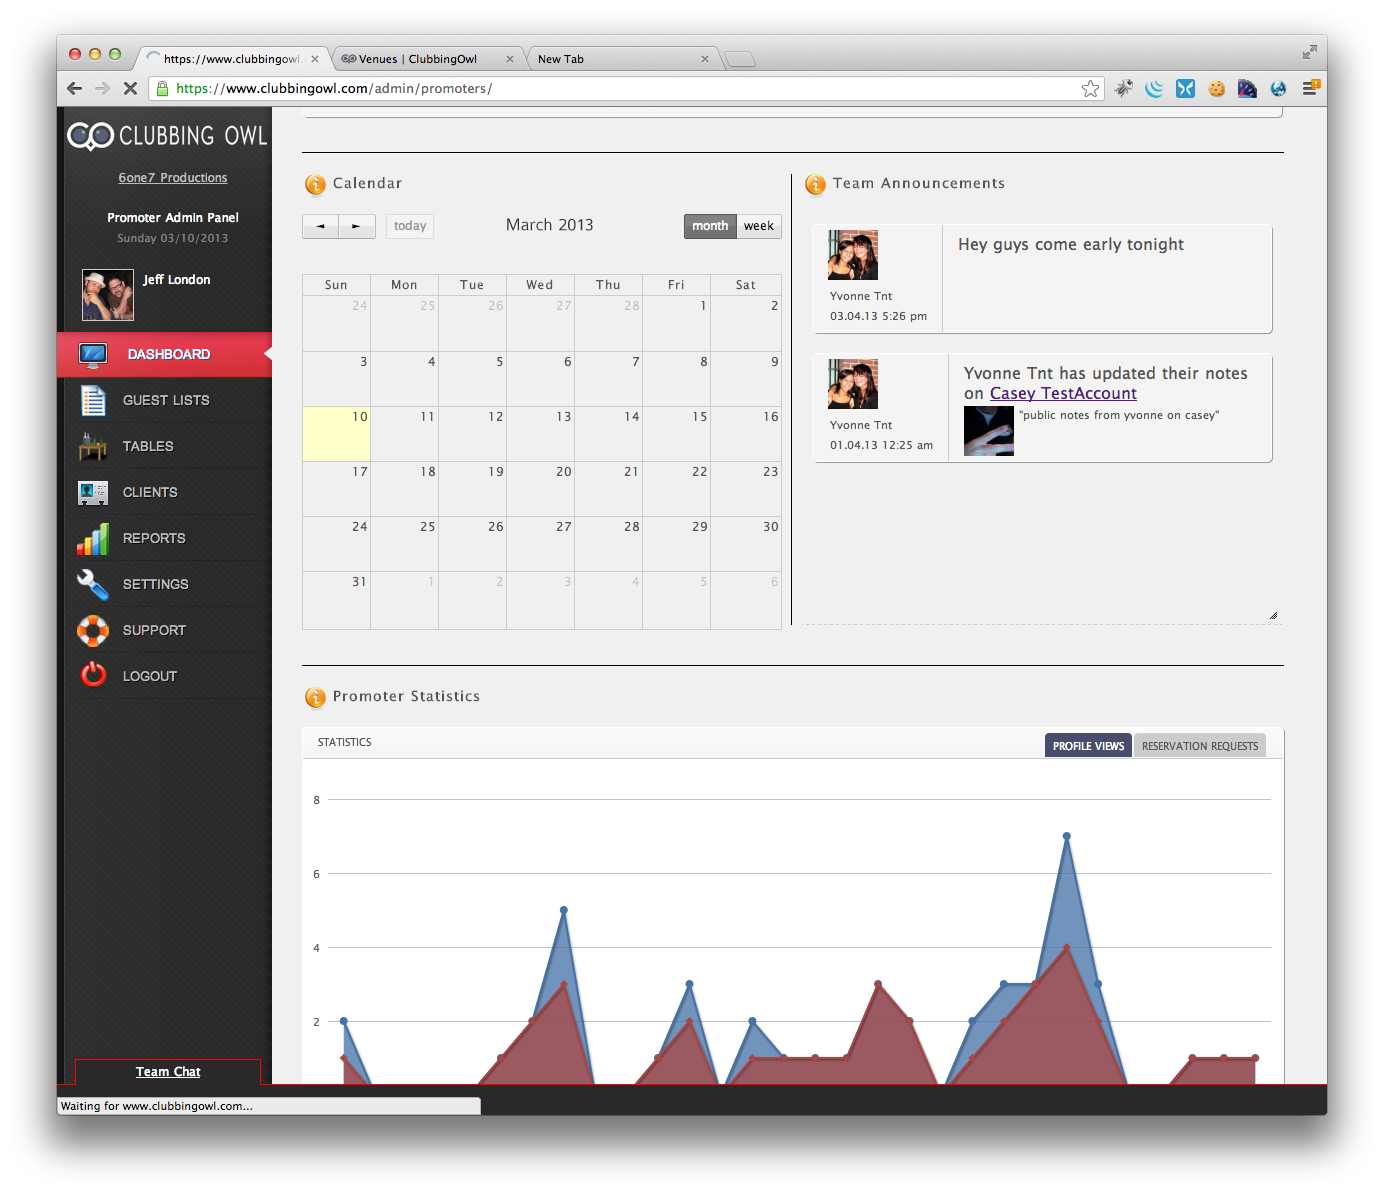 https://www.clubbingowl.
Venues | ClubbingOwl
New Tab
https://www.clubbingowl.com/admin/promoters/
CLUBBING OWL
6one7 Productions
Promoter Admin Panel
Sunday 03/10/2013
Jeff London
DASHBOARD
GUEST LISTS
TABLES
CLIENTS
REPORTS
SETTINGS
SUPPORT
LOGOUT
Team Chat
Calendar
today
March 2013
month
week
Sun Mon Tue Wed Thu Fri Sat
24 25 26 27 28 1 2
3 4 5 6 7 8 9
10 11 12 13 14 15 16
17 18 19 20 21 22 23
24 25 26 27 28 29 30
31 1 2 3 4 5 6
Team Announcements
Hey guys come early tonight
Yvonne Tnt
03.04.13 5:26 pm
Yvonne Tnt has updated their notes
on Casey TestAccount
"public notes from yvonne on casey"
Yvonne Tnt
01.04.13 12:25 am
Promoter Statistics
STATISTICS
PROFILE VIEWS
RESERVATION REQUESTS
8
6
4
2
Waiting for www.clubbingowl.com...